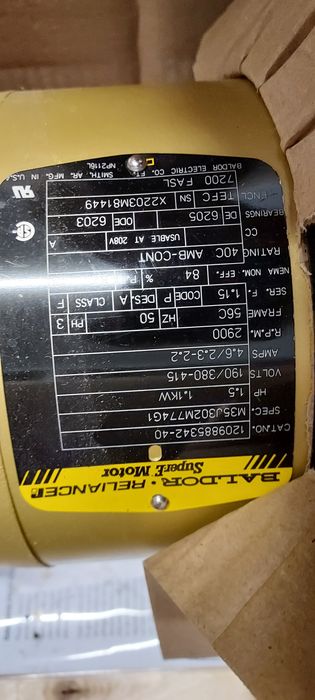 BALDOR • RELIANCE
Super-E Motor
CAT.NO. 1209885342-40
SPEC. M35J302M774G1
HP 1.5 1.1KW
VOLTS 190/380-415
AMPS 4.6/2.3-2.2
R.P.M. 2900
FRAME 56C HZ 50 PH 3
SER. F. 1.15 CODE P DES. A CLASS F
NEMA NOM. EFF. 84 %
RATING 40C AMB-CONT
CC USABLE AT 208V A
BEARINGS DE 6205 ODE 6203
ENCL. TEFC SN X2203M81449
7200 FASL
BALDOR ELECTRIC CO. FT. SMITH, AR. MFG. IN U.S.A.
NP2116L